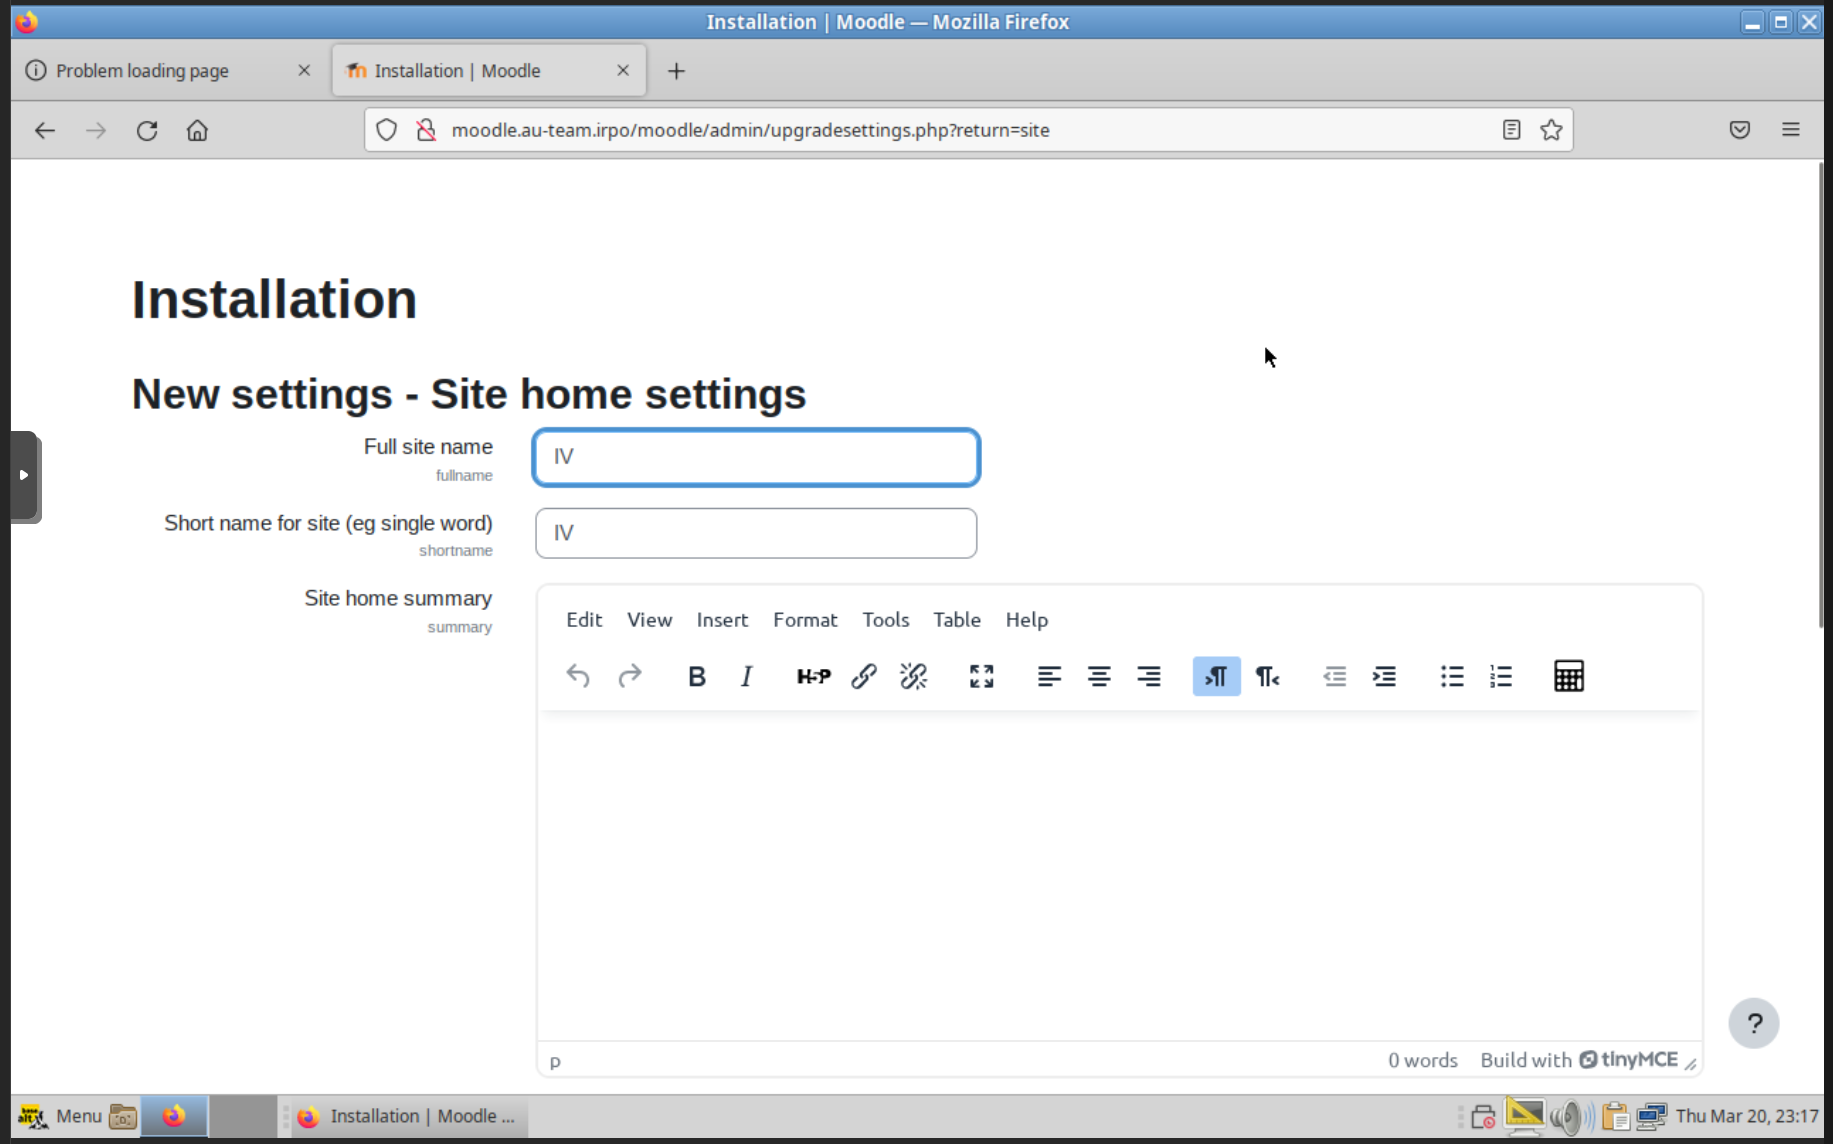 Installation | Moodle — Mozilla Firefox
Problem loading page
Installation | Moodle
moodle.au-team.irpo/moodle/admin/upgradesettings.php?return=site
Installation
New settings - Site home settings
Full site name
fullname
IV
Short name for site (eg single word)
shortname
IV
Site home summary
summary
Edit View Insert Format Tools Table Help
B I H-P
p
0 words Build with tinyMCE
?
Menu
Installation | Moodle ...
Thu Mar 20, 23:17